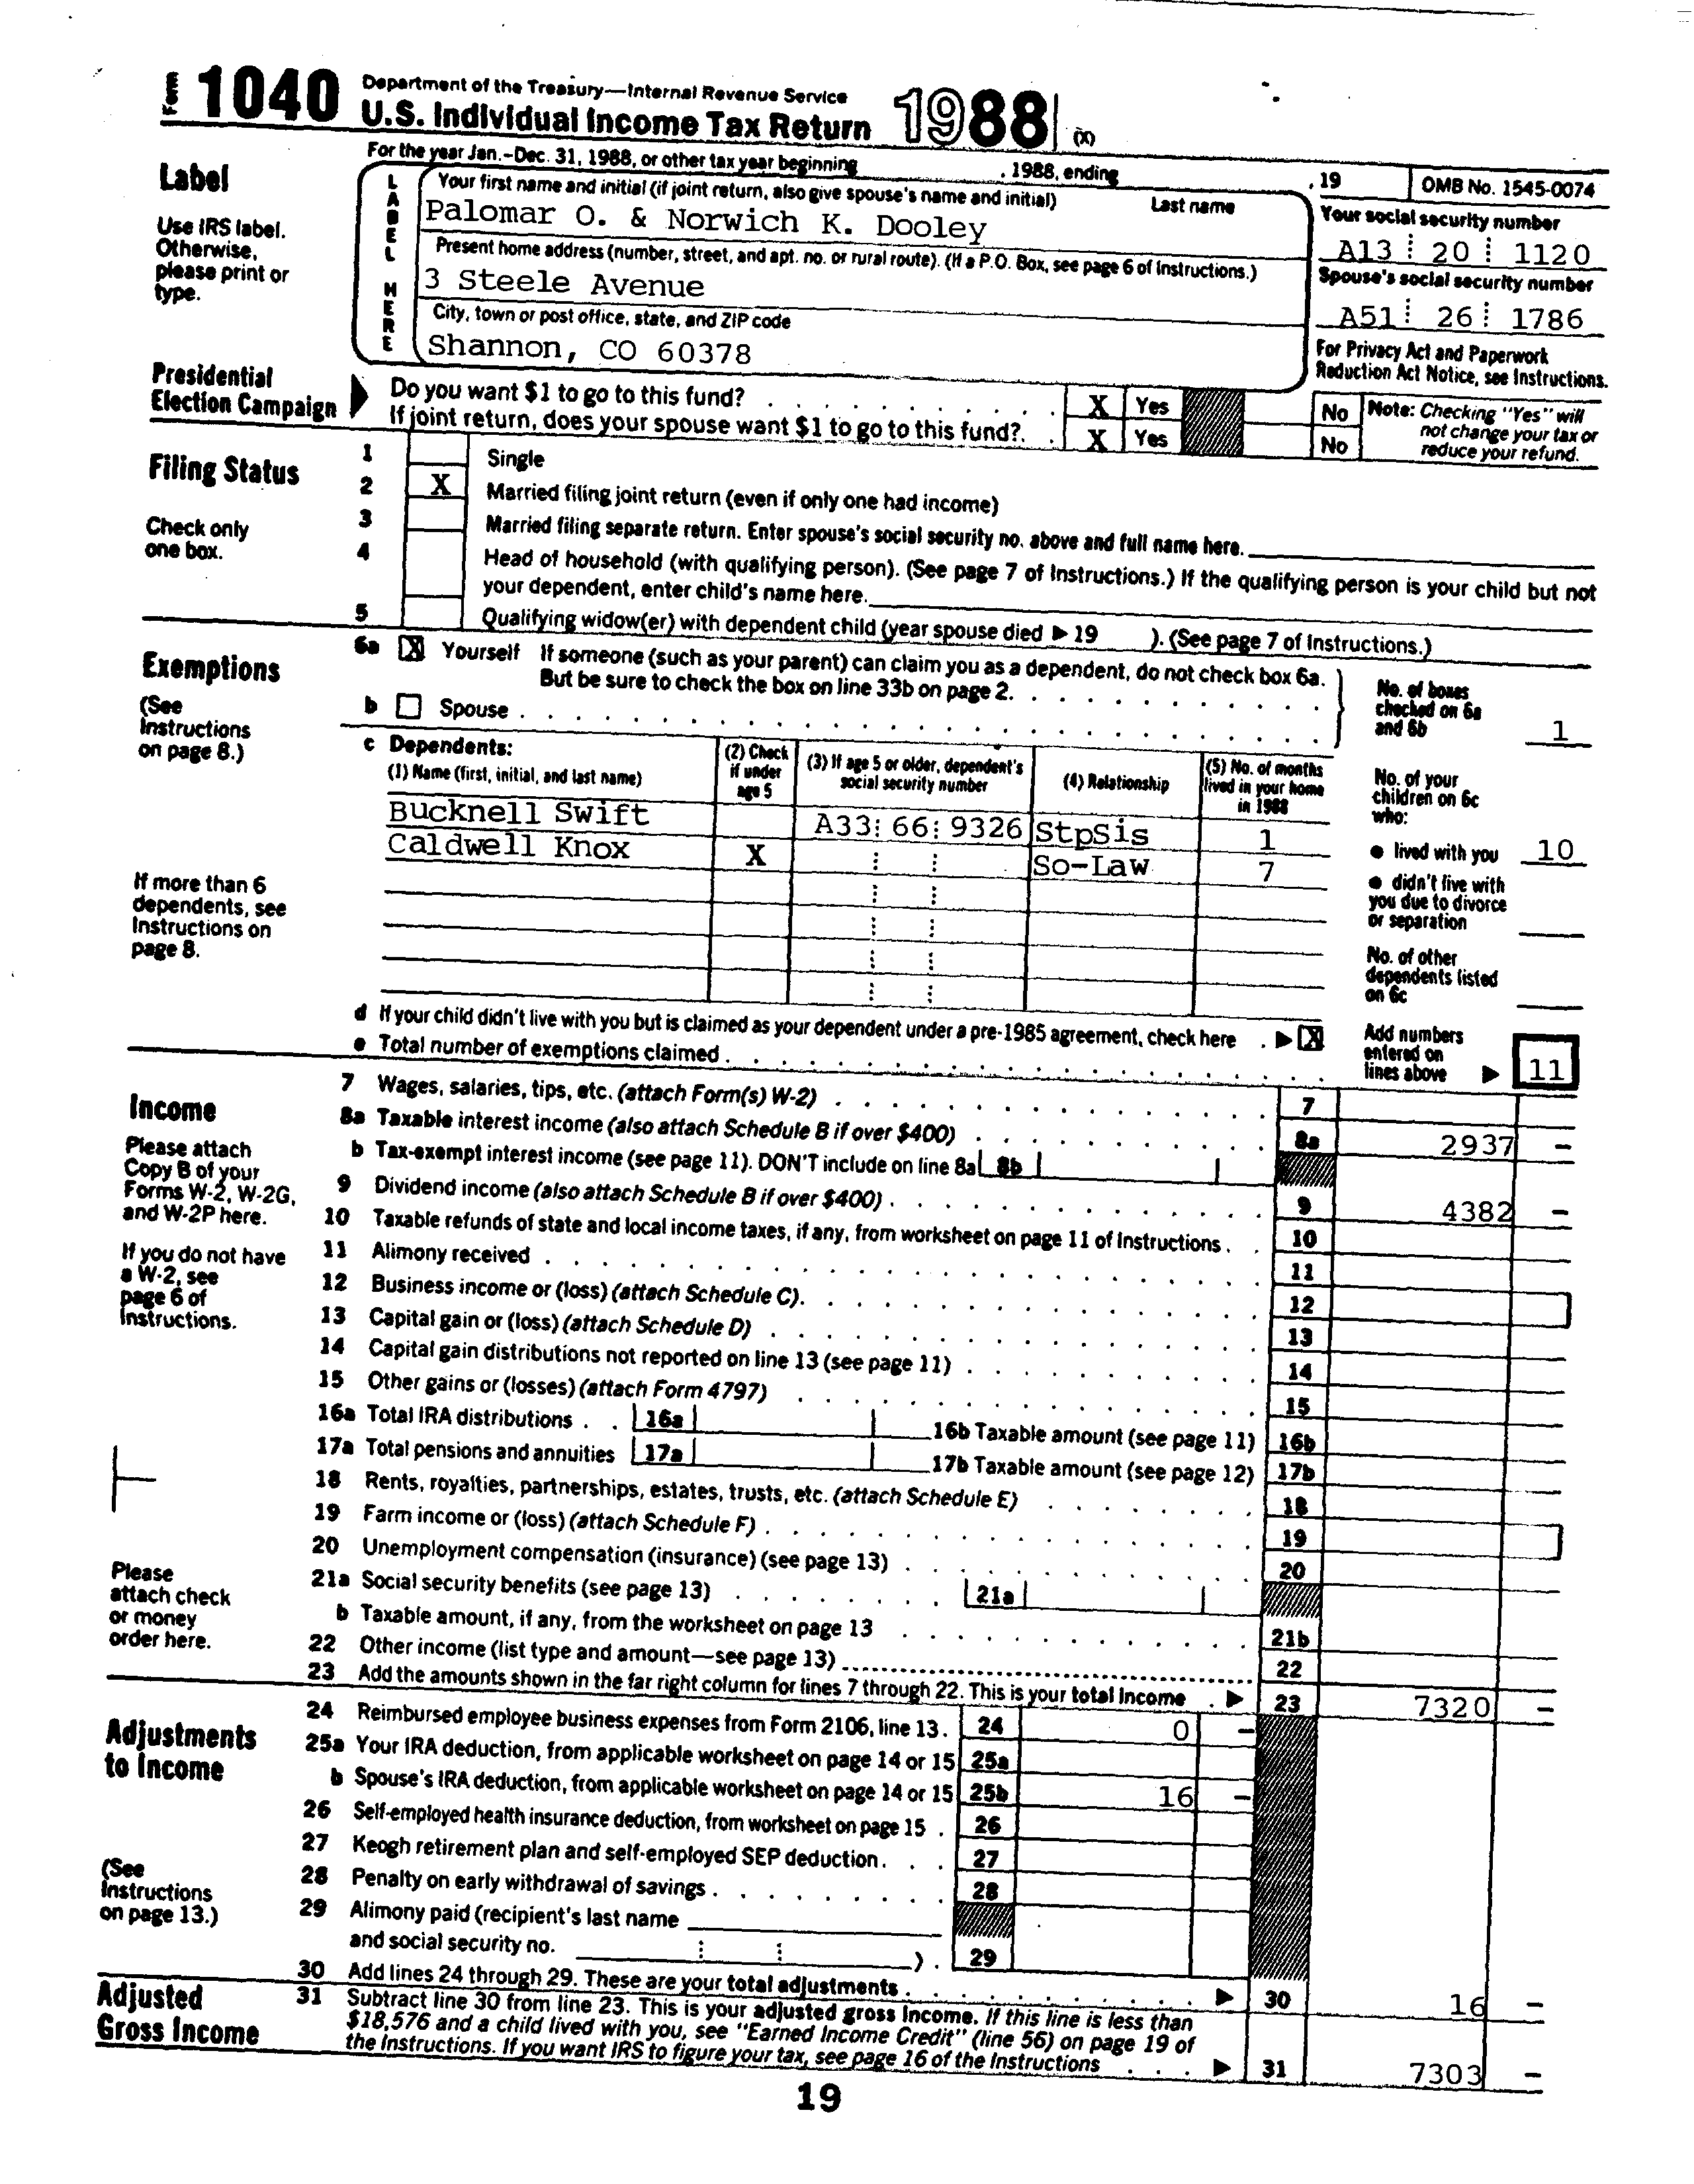 Form 1040 Department of the Treasury—Internal Revenue Service
U.S. Individual Income Tax Return 1988 (X)
For the year Jan.–Dec. 31, 1988, or other tax year beginning , 1988, ending , 19 OMB No. 1545-0074
Label
Use IRS label.
Otherwise,
please print or
type.
LABEL HERE
Your first name and initial (if joint return, also give spouse's name and initial) Last name
Palomar O. & Norwich K. Dooley
Present home address (number, street, and apt. no. or rural route). (If a P.O. Box, see page 6 of Instructions.)
3 Steele Avenue
City, town or post office, state, and ZIP code
Shannon, CO 60378
Your social security number
A13 20 1120
Spouse's social security number
A51 26 1786
For Privacy Act and Paperwork
Reduction Act Notice, see Instructions.
Presidential
Election Campaign
Do you want $1 to go to this fund? X Yes No
If joint return, does your spouse want $1 to go to this fund? X Yes No
Note: Checking "Yes" will
not change your tax or
reduce your refund.
Filing Status
Check only
one box.
1 Single
2 X Married filing joint return (even if only one had income)
3 Married filing separate return. Enter spouse's social security no. above and full name here.
4 Head of household (with qualifying person). (See page 7 of Instructions.) If the qualifying person is your child but not
your dependent, enter child's name here.
5 Qualifying widow(er) with dependent child (year spouse died ▶ 19 ). (See page 7 of Instructions.)
Exemptions
(See
Instructions
on page 8.)
6a X Yourself If someone (such as your parent) can claim you as a dependent, do not check box 6a.
But be sure to check the box on line 33b on page 2.
b Spouse
No. of boxes
checked on 6a
and 6b 1
c Dependents:
(1) Name (first, initial, and last name)
(2) Check
if under
age 5
(3) If age 5 or older, dependent's
social security number
(4) Relationship
(5) No. of months
lived in your home
in 1988
Bucknell Swift A33 66 9326 StpSis 1
Caldwell Knox X So-Law 7
If more than 6
dependents, see
Instructions on
page 8.
No. of your
children on 6c
who:
● lived with you 10
● didn't live with
you due to divorce
or separation
No. of other
dependents listed
on 6c
d If your child didn't live with you but is claimed as your dependent under a pre-1985 agreement, check here ▶ X
e Total number of exemptions claimed
Add numbers
entered on
lines above ▶ 11
Income
Please attach
Copy B of your
Forms W-2, W-2G,
and W-2P here.
If you do not have
a W-2, see
page 6 of
Instructions.
7 Wages, salaries, tips, etc. (attach Form(s) W-2) 7
8a Taxable interest income (also attach Schedule B if over $400) 8a 2937 –
b Tax-exempt interest income (see page 11). DON'T include on line 8a 8b
9 Dividend income (also attach Schedule B if over $400) 9 4382 –
10 Taxable refunds of state and local income taxes, if any, from worksheet on page 11 of Instructions 10
11 Alimony received 11
12 Business income or (loss) (attach Schedule C) 12
13 Capital gain or (loss) (attach Schedule D) 13
14 Capital gain distributions not reported on line 13 (see page 11) 14
15 Other gains or (losses) (attach Form 4797) 15
16a Total IRA distributions 16a 16b Taxable amount (see page 11) 16b
17a Total pensions and annuities 17a 17b Taxable amount (see page 12) 17b
18 Rents, royalties, partnerships, estates, trusts, etc. (attach Schedule E) 18
19 Farm income or (loss) (attach Schedule F) 19
20 Unemployment compensation (insurance) (see page 13) 20
21a Social security benefits (see page 13) 21a
b Taxable amount, if any, from the worksheet on page 13 21b
22 Other income (list type and amount—see page 13) 22
23 Add the amounts shown in the far right column for lines 7 through 22. This is your total income ▶ 23 7320 –
Please
attach check
or money
order here.
Adjustments
to Income
(See
Instructions
on page 13.)
24 Reimbursed employee business expenses from Form 2106, line 13 24 0 –
25a Your IRA deduction, from applicable worksheet on page 14 or 15 25a
b Spouse's IRA deduction, from applicable worksheet on page 14 or 15 25b 16 –
26 Self-employed health insurance deduction, from worksheet on page 15 26
27 Keogh retirement plan and self-employed SEP deduction 27
28 Penalty on early withdrawal of savings 28
29 Alimony paid (recipient's last name
and social security no. ) 29
30 Add lines 24 through 29. These are your total adjustments ▶ 30 16 –
Adjusted
Gross Income
31 Subtract line 30 from line 23. This is your adjusted gross income. If this line is less than
$18,576 and a child lived with you, see "Earned Income Credit" (line 56) on page 19 of
the Instructions. If you want IRS to figure your tax, see page 16 of the Instructions ▶ 31 7303 –
19